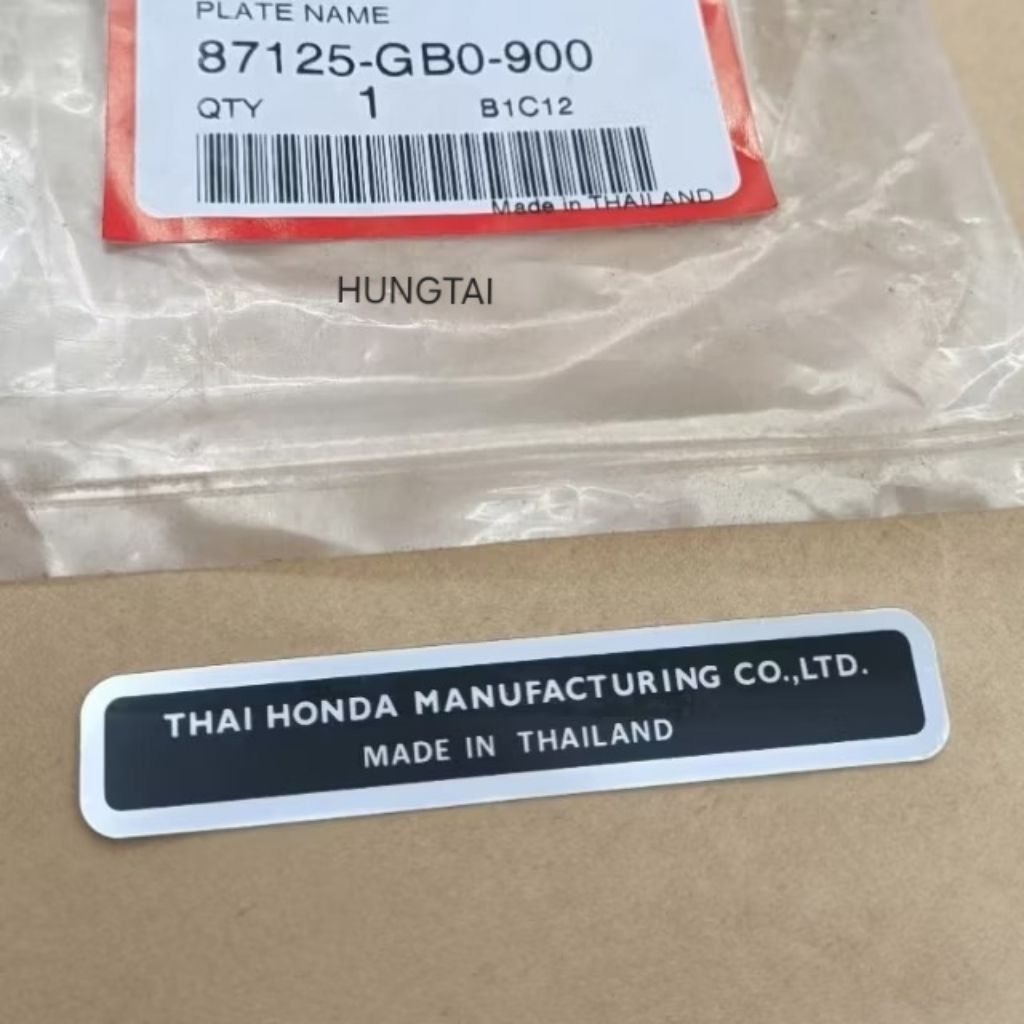 PLATE NAME
87125-GB0-900
QTY 1 B1C12
Made in THAILAND
HUNGTAI
THAI HONDA MANUFACTURING CO.,LTD.
MADE IN THAILAND